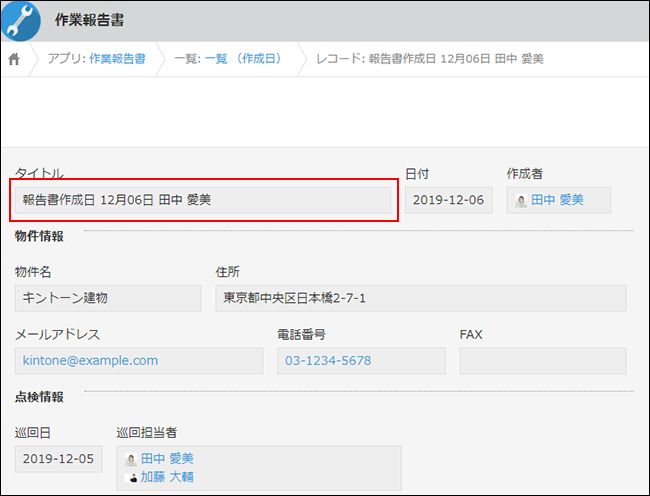 作業報告書
アプリ: 作業報告書 一覧: 一覧 （作成日） レコード: 報告書作成日 12月06日 田中 愛美
タイトル 日付 作成者
報告書作成日 12月06日 田中 愛美 2019-12-06 田中 愛美
物件情報
物件名 住所
キントーン建物 東京都中央区日本橋2-7-1
メールアドレス 電話番号 FAX
kintone@example.com 03-1234-5678
点検情報
巡回日 巡回担当者
2019-12-05 田中 愛美
加藤 大輔